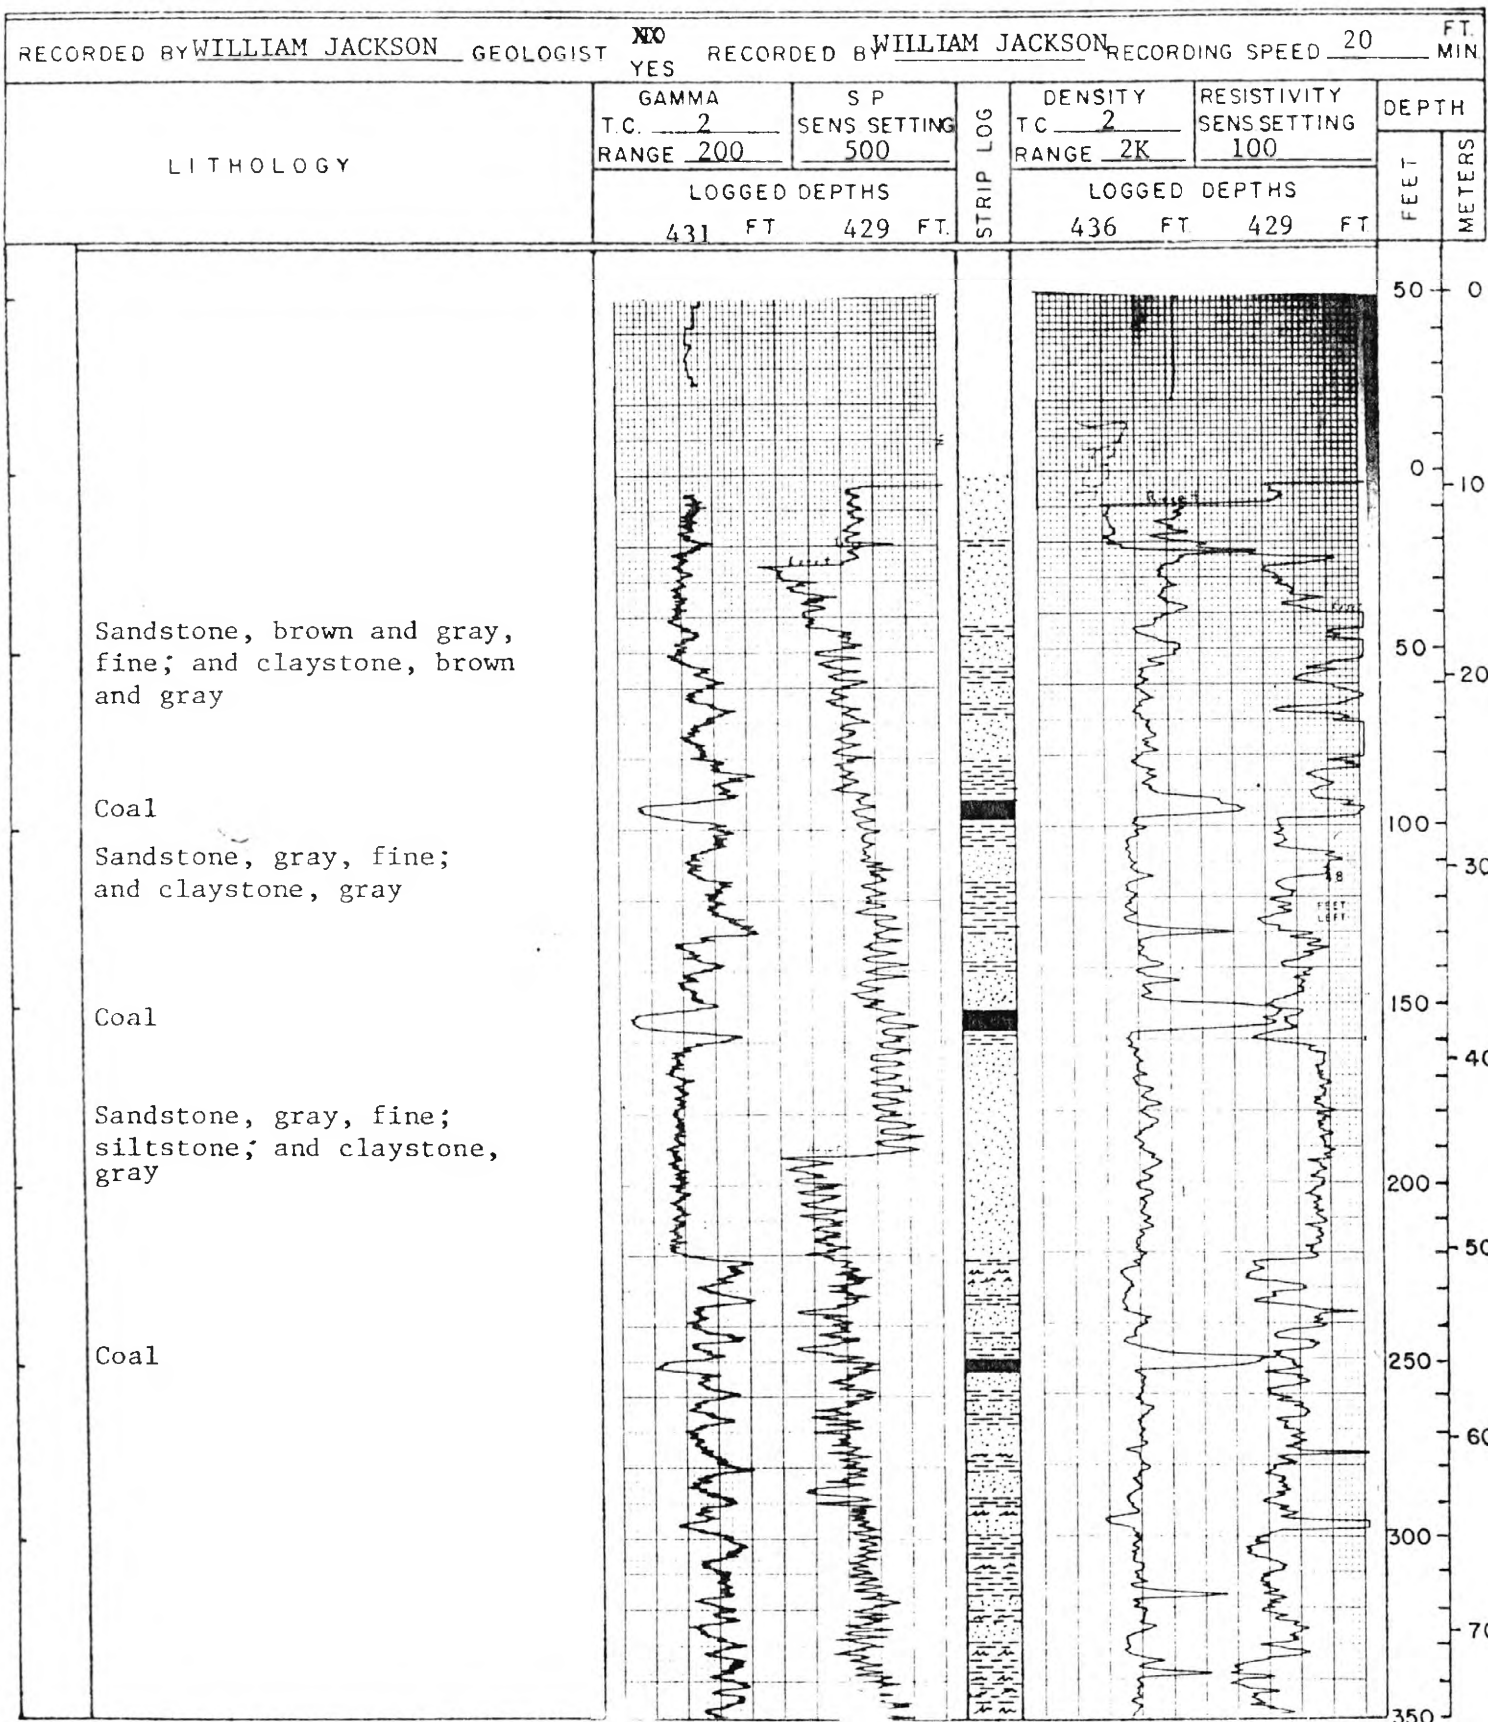 RECORDED BY WILLIAM JACKSON GEOLOGIST YES RECORDED BY WILLIAM JACKSON RECORDING SPEED 20 FT. MIN
LITHOLOGY
GAMMA
T.C. 2
RANGE 200
S P
SENS SETTING
500
LOGGED DEPTHS
431 FT 429 FT.
STRIP LOG
DENSITY
T C 2
RANGE 2K
RESISTIVITY
SENS SETTING
100
LOGGED DEPTHS
436 FT 429 FT
DEPTH
FEET
METERS
50 0
0
10
Sandstone, brown and gray,
fine; and claystone, brown
and gray
50
20
Coal
100
Sandstone, gray, fine;
and claystone, gray
30
FEET
LEFT
Coal
150
40
Sandstone, gray, fine;
siltstone; and claystone,
gray
200
50
Coal
250
60
300
70
350